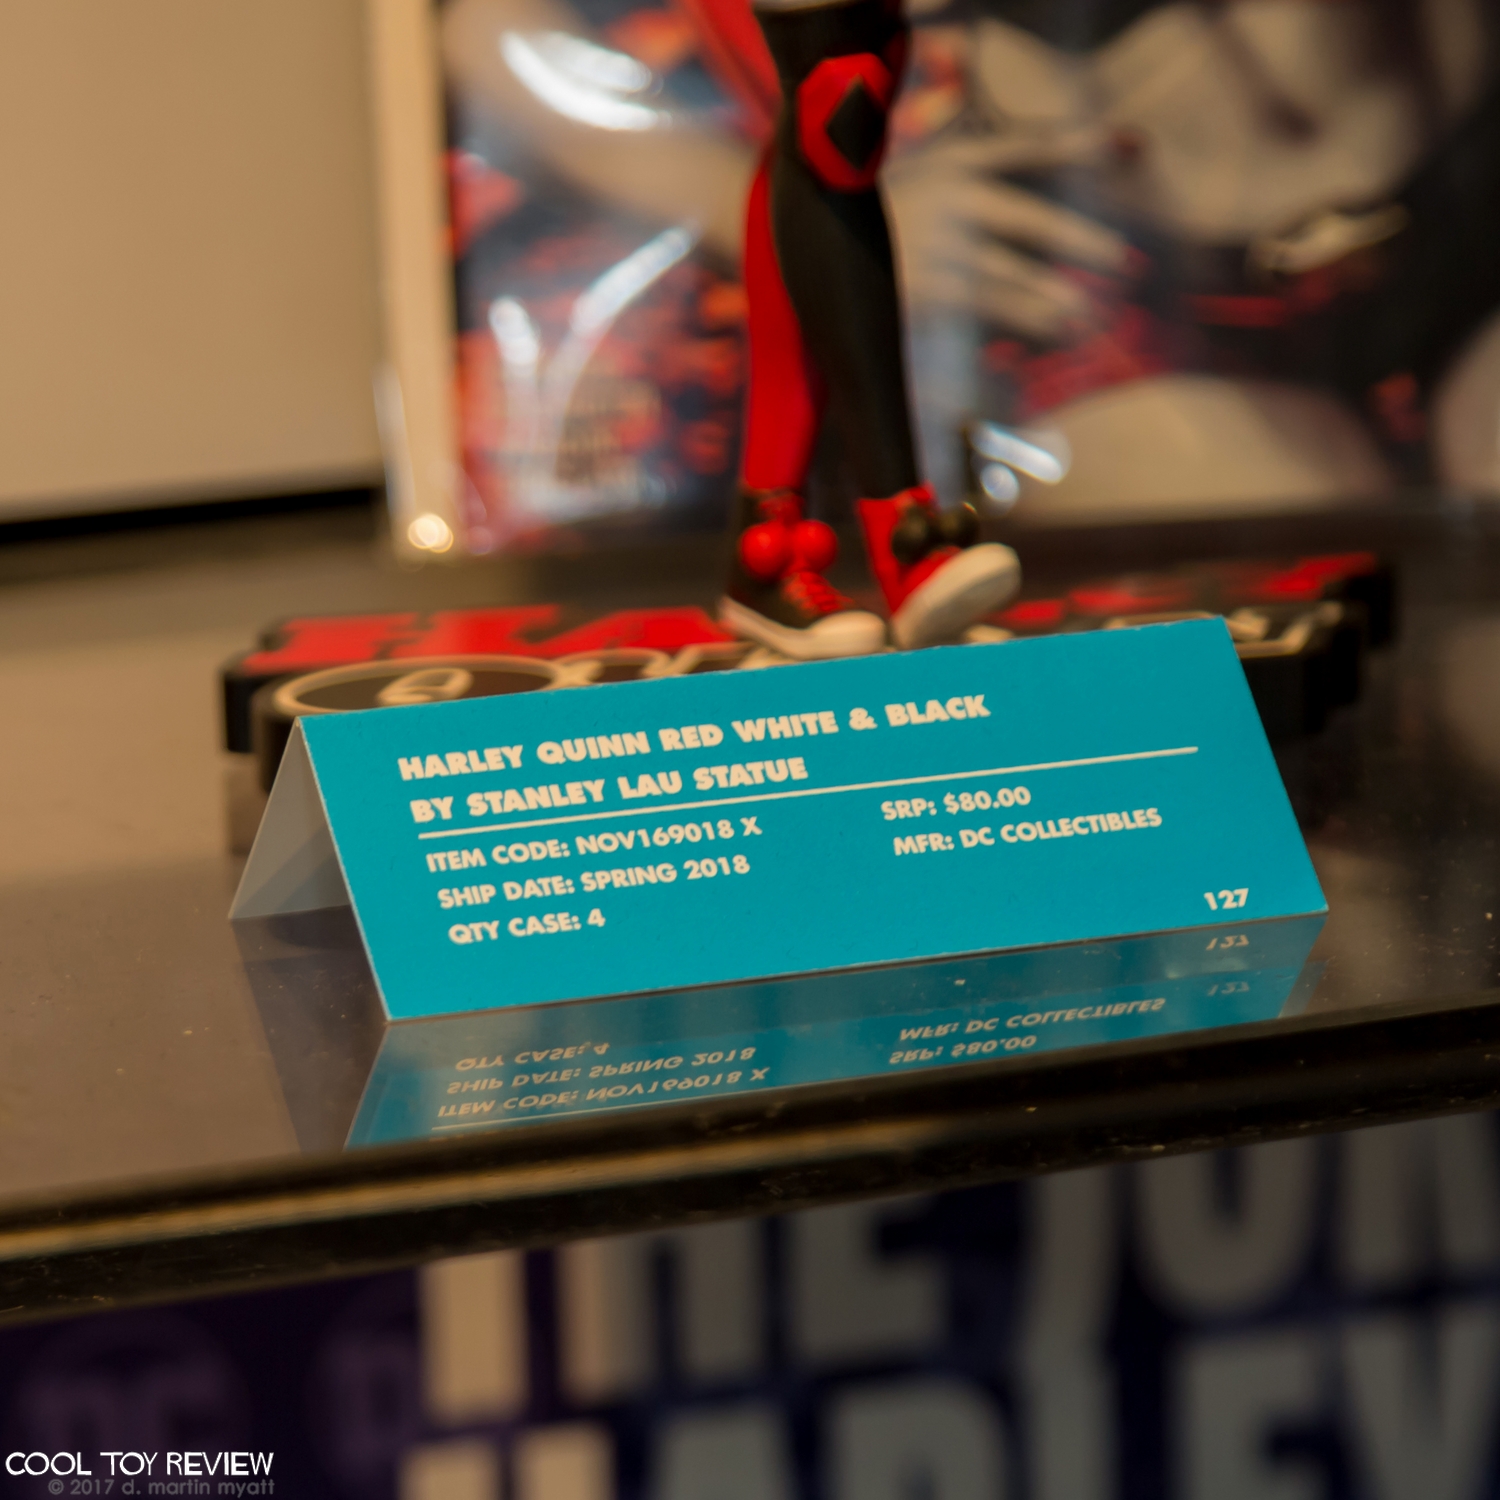 HARLEY QUINN RED WHITE & BLACK
BY STANLEY LAU STATUE
ITEM CODE: NOV169018 X
SHIP DATE: SPRING 2018
QTY CASE: 4
SRP: $80.00
MFR: DC COLLECTIBLES
127
COOL TOY REVIEW
© 2017 d. martin myatt